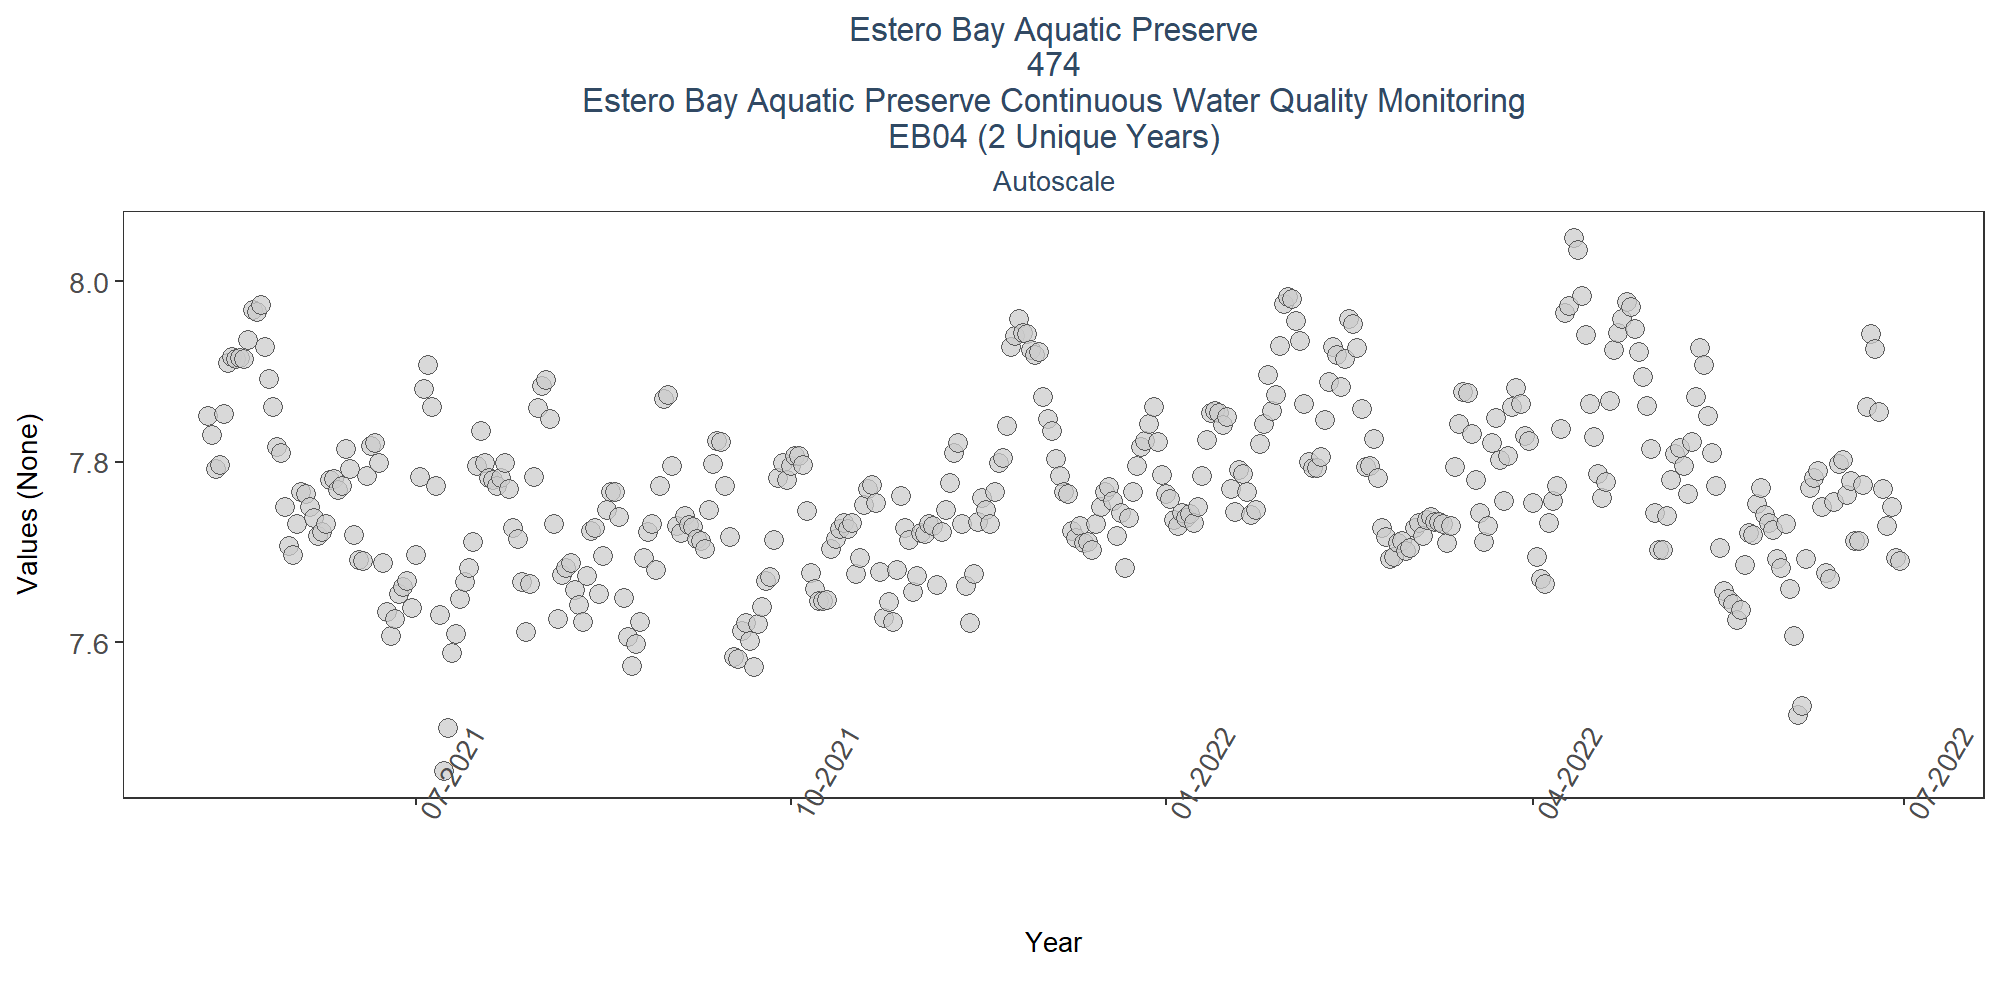 Estero Bay Aquatic Preserve
474
Estero Bay Aquatic Preserve Continuous Water Quality Monitoring
EB04 (2 Unique Years)
Autoscale
Values (None)
8.0
7.8
7.6
07-2021
10-2021
01-2022
04-2022
07-2022
Year